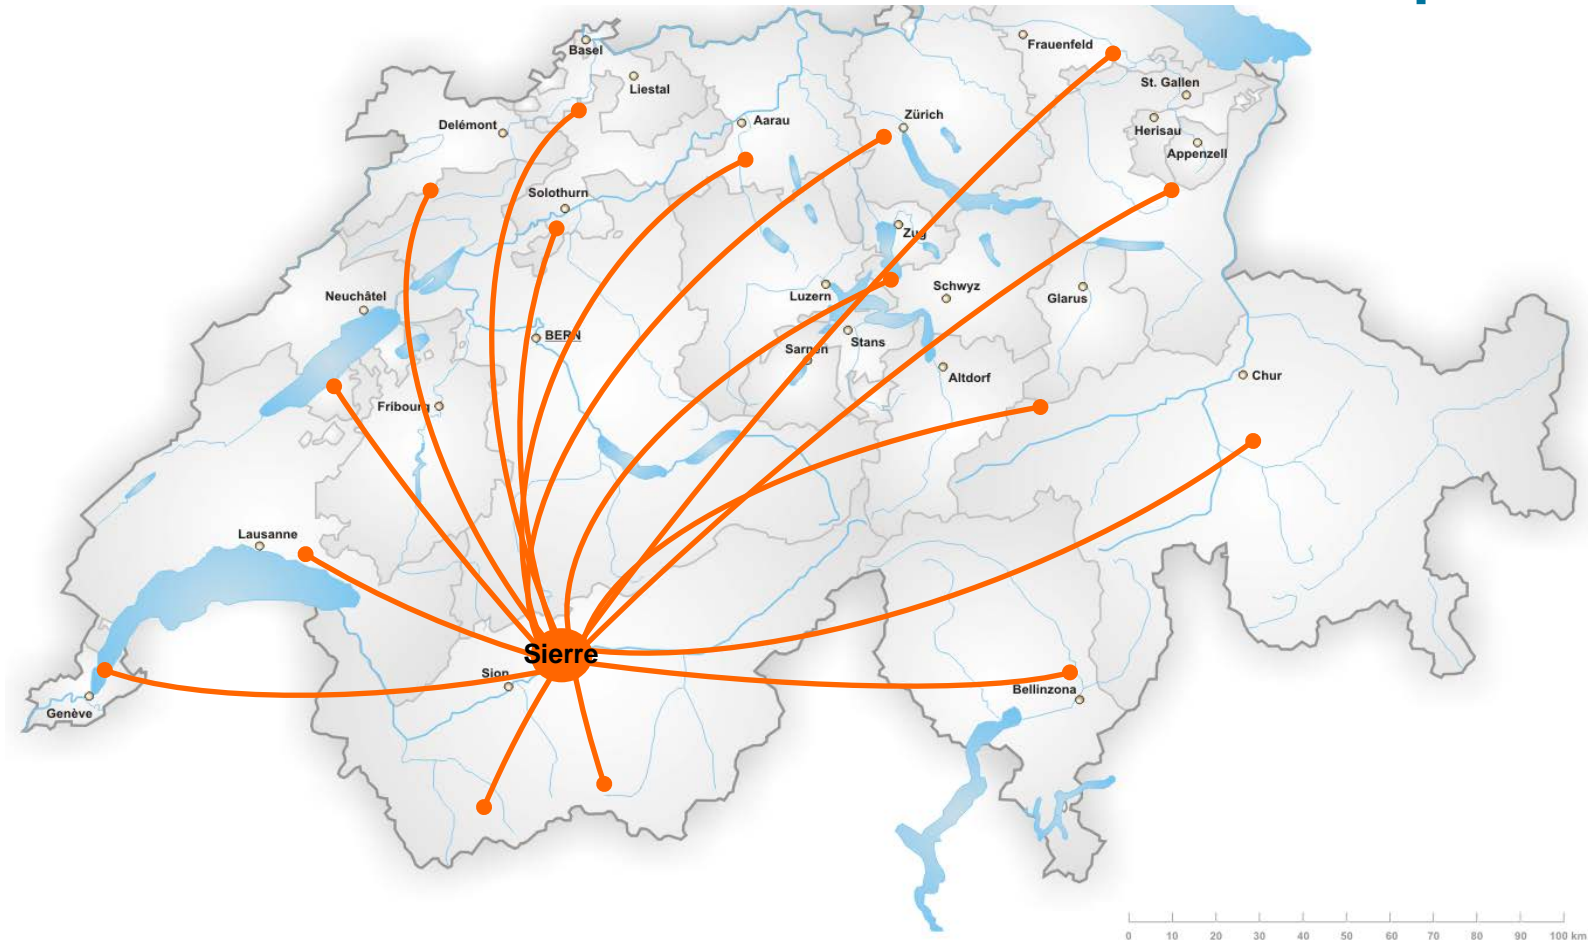 Basel
Frauenfeld
Liestal
St. Gallen
Delémont
Aarau
Zürich
Herisau
Appenzell
Solothurn
Zug
Neuchâtel
Luzern
Schwyz
Glarus
BERN
Sarnen
Stans
Altdorf
Chur
Fribourg
Lausanne
Sierre
Sion
Bellinzona
Genève
0 10 20 30 40 50 60 70 80 90 100 km